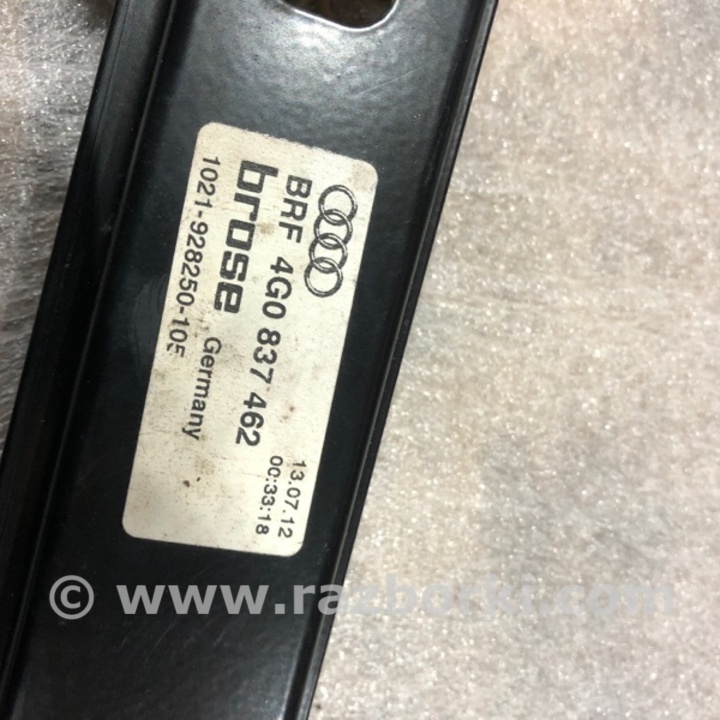 BRF 4G0 837 462
brose Germany
1021-928250-105
13.07.12
00:33:18
© www.razborki.com